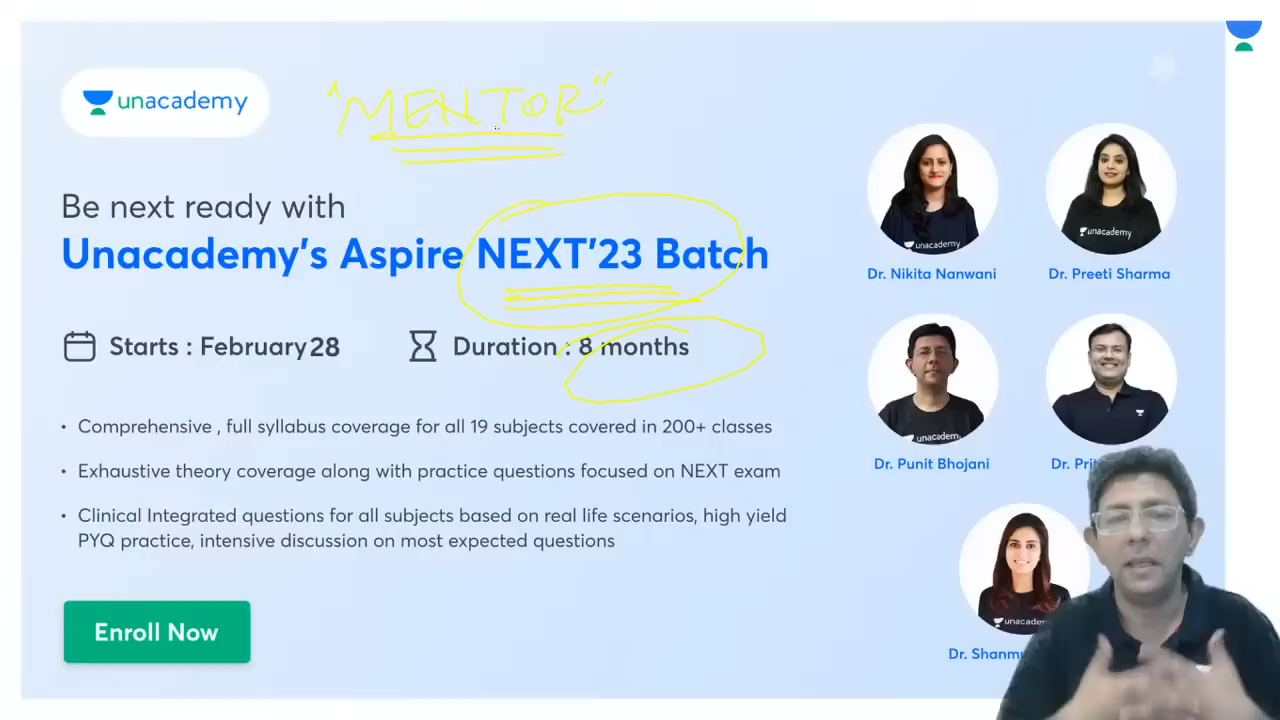 unacademy
"MENTOR"
Be next ready with
Unacademy's Aspire NEXT'23 Batch
Starts : February 28
Duration : 8 months
• Comprehensive , full syllabus coverage for all 19 subjects covered in 200+ classes
• Exhaustive theory coverage along with practice questions focused on NEXT exam
• Clinical Integrated questions for all subjects based on real life scenarios, high yield
PYQ practice, intensive discussion on most expected questions
Enroll Now
unacademy
unacademy
Dr. Nikita Nanwani
Dr. Preeti Sharma
unacademy
Dr. Punit Bhojani
Dr.
unacademy
Dr.